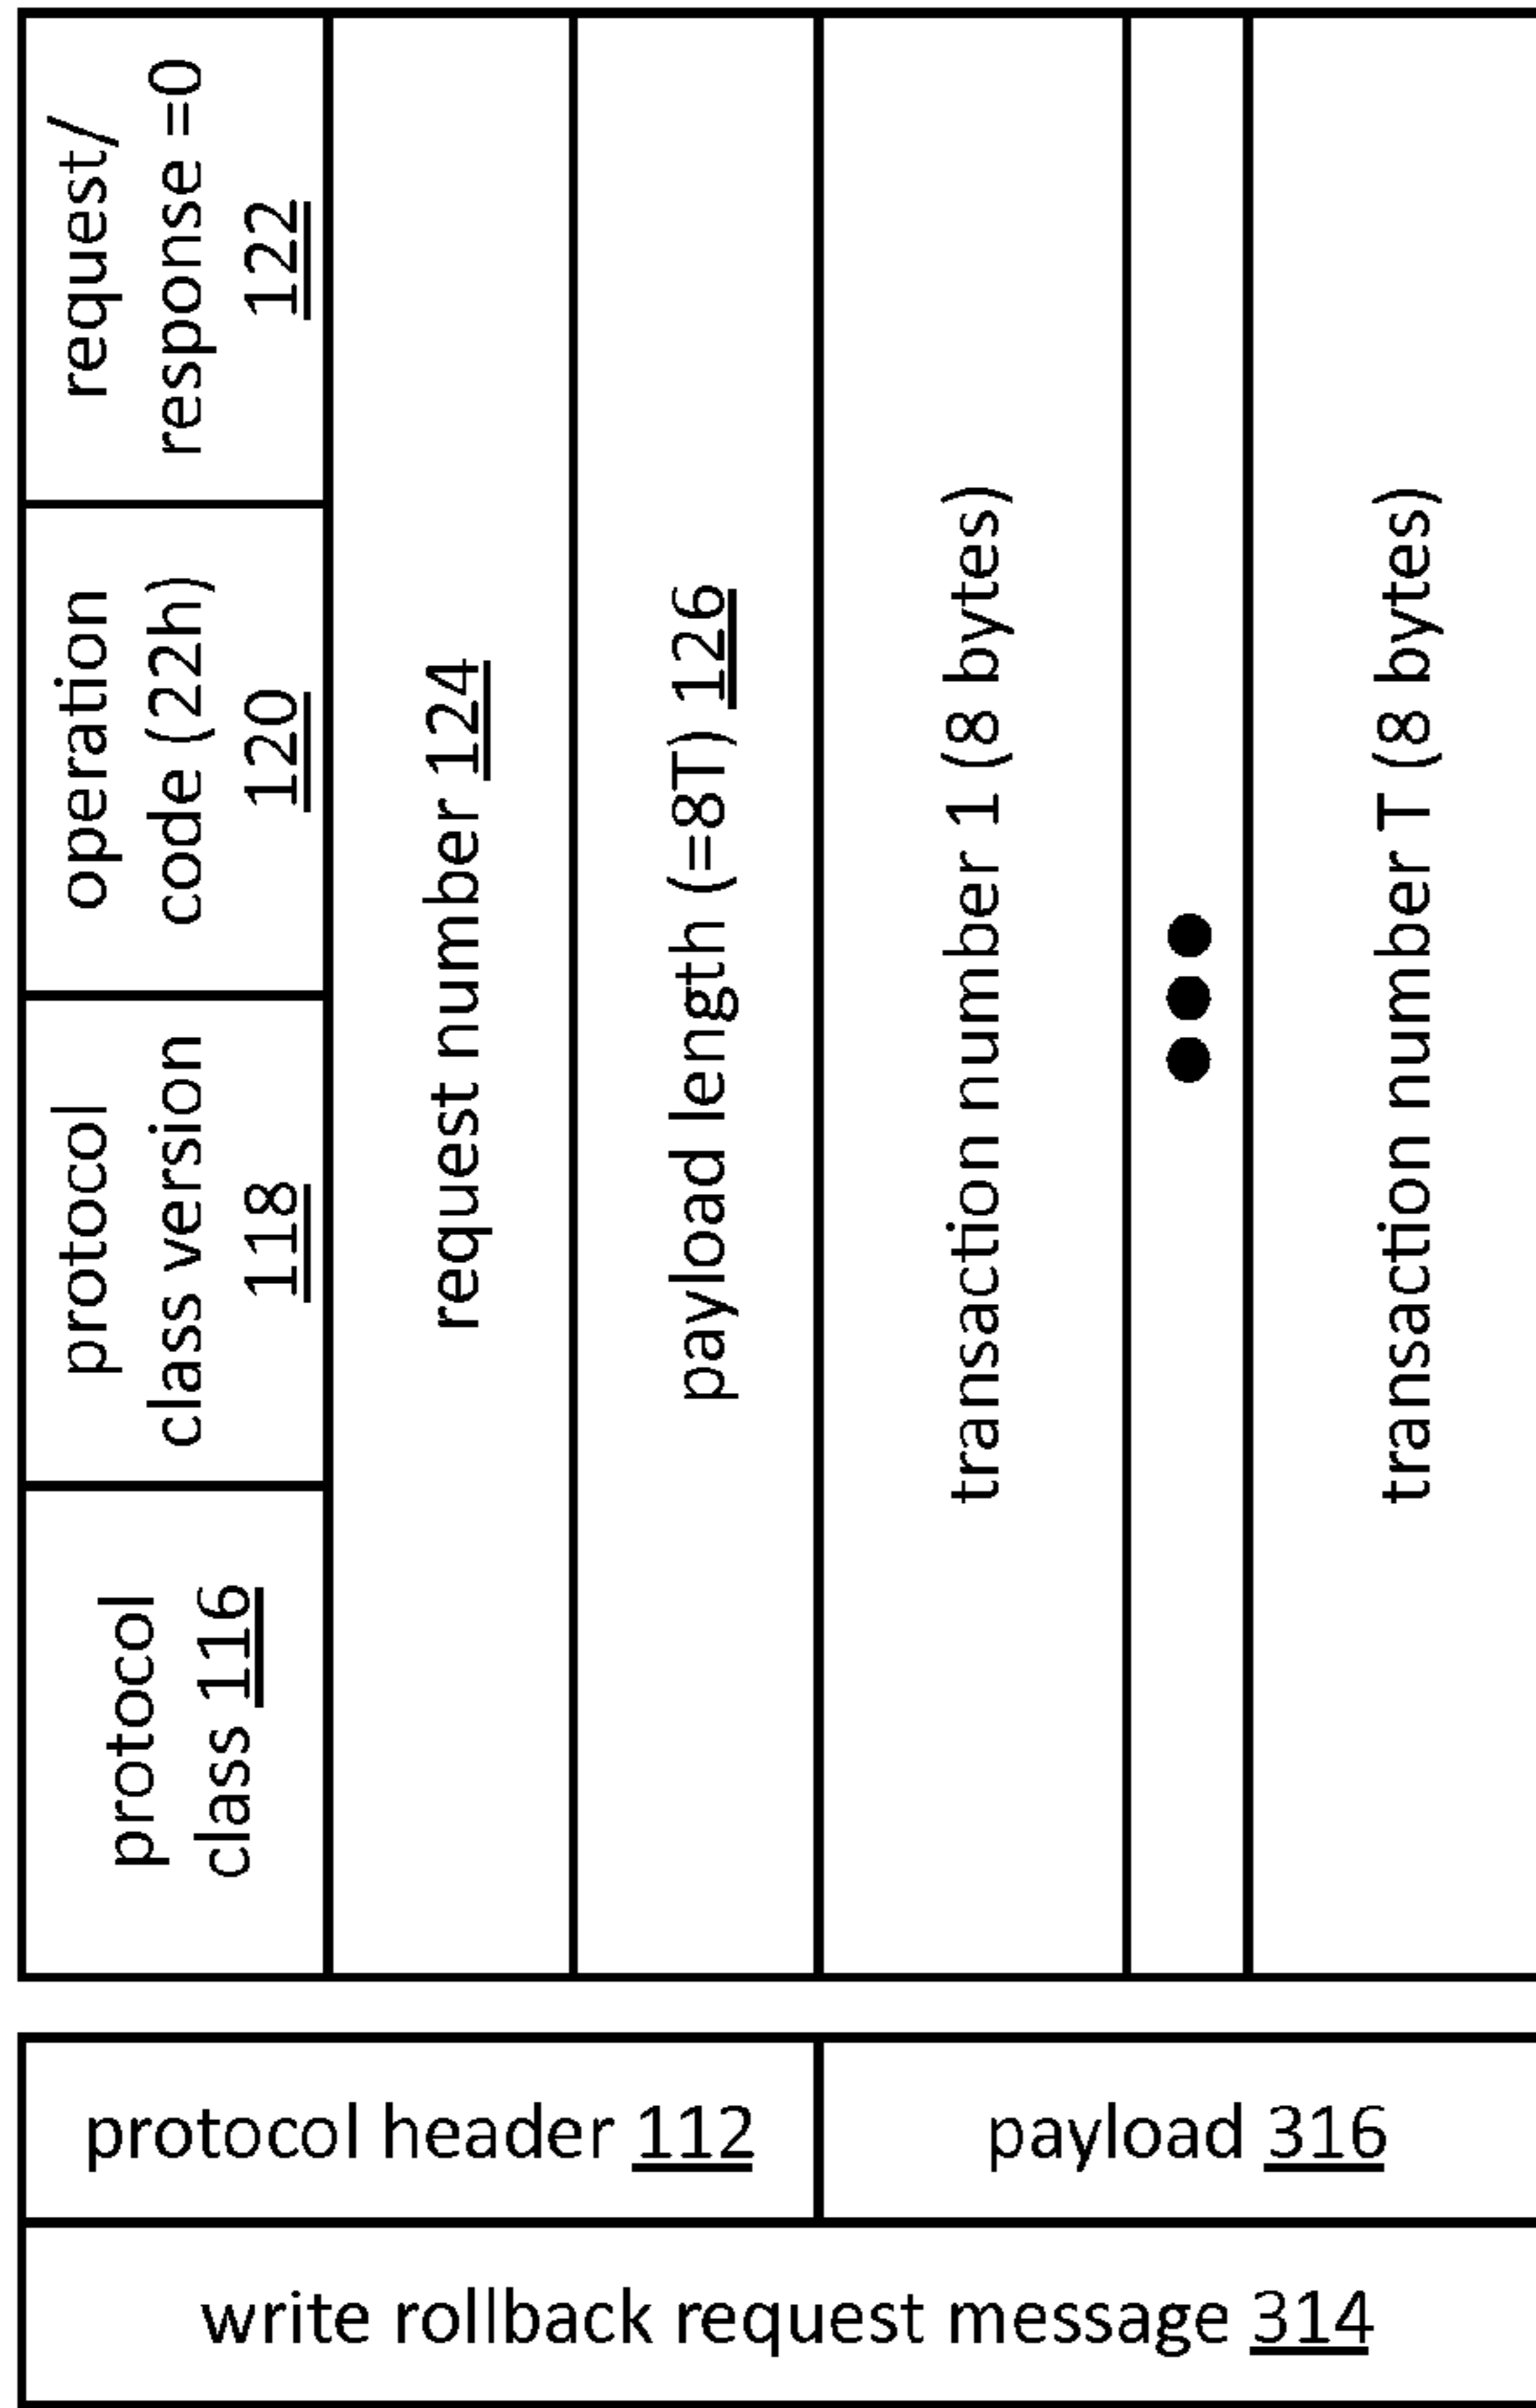 write rollback request message 314
protocol header 112
payload 316
protocol
class 116
protocol
class version
118
operation
code (22h)
120
request/
response =0
122
request number 124
payload length (=8T) 126
transaction number 1 (8 bytes)
●●●
transaction number T (8 bytes)